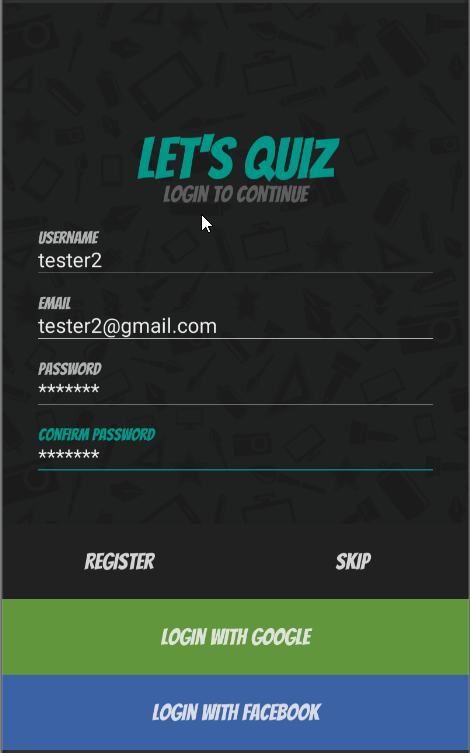 LET'S QUIZ
LOGIN TO CONTINUE
USERNAME
tester2
EMAIL
tester2@gmail.com
PASSWORD
*******
CONFIRM PASSWORD
*******
REGISTER SKIP
LOGIN WITH GOOGLE
LOGIN WITH FACEBOOK